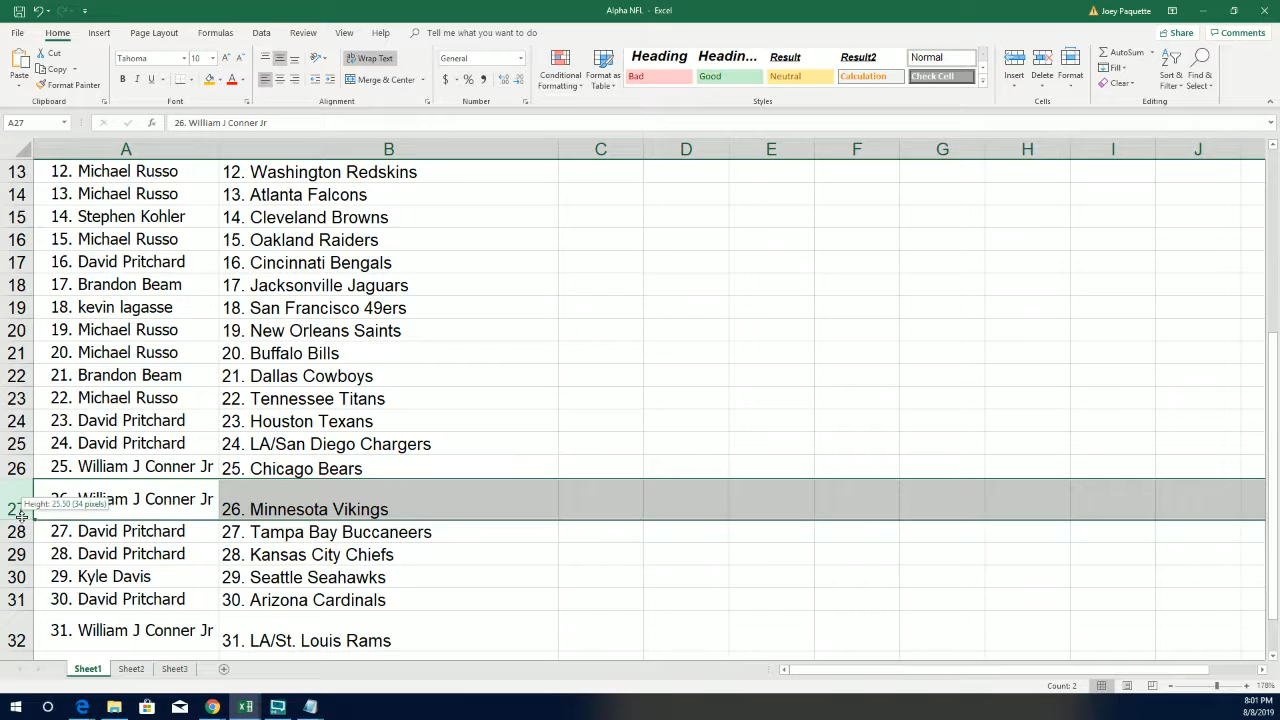 Alpha NFL - Excel
Joey Paquette
File Home Insert Page Layout Formulas Data Review View Help Tell me what you want to do
Share Comments
Paste Cut Copy Format Painter
Clipboard
Tahoma 10
B I U
Font
Wrap Text
Merge & Center
Alignment
General
$ % ,
Number
Conditional Formatting
Format as Table
Heading Headin... Result Result2 Normal
Bad Good Neutral Calculation Check Cell
Styles
Insert Delete Format
Cells
AutoSum Fill Clear
Sort & Filter
Find & Select
Editing
A27 fx 26. William J Conner Jr
A B C D E F G H I J
13 12. Michael Russo 12. Washington Redskins
14 13. Michael Russo 13. Atlanta Falcons
15 14. Stephen Kohler 14. Cleveland Browns
16 15. Michael Russo 15. Oakland Raiders
17 16. David Pritchard 16. Cincinnati Bengals
18 17. Brandon Beam 17. Jacksonville Jaguars
19 18. kevin lagasse 18. San Francisco 49ers
20 19. Michael Russo 19. New Orleans Saints
21 20. Michael Russo 20. Buffalo Bills
22 21. Brandon Beam 21. Dallas Cowboys
23 22. Michael Russo 22. Tennessee Titans
24 23. David Pritchard 23. Houston Texans
25 24. David Pritchard 24. LA/San Diego Chargers
26 25. William J Conner Jr 25. Chicago Bears
27 26. William J Conner Jr 26. Minnesota Vikings
Height: 25.50 (34 pixels)
28 27. David Pritchard 27. Tampa Bay Buccaneers
29 28. David Pritchard 28. Kansas City Chiefs
30 29. Kyle Davis 29. Seattle Seahawks
31 30. David Pritchard 30. Arizona Cardinals
32 31. William J Conner Jr 31. LA/St. Louis Rams
Sheet1 Sheet2 Sheet3
Count: 2 178%
8:01 PM
8/8/2019